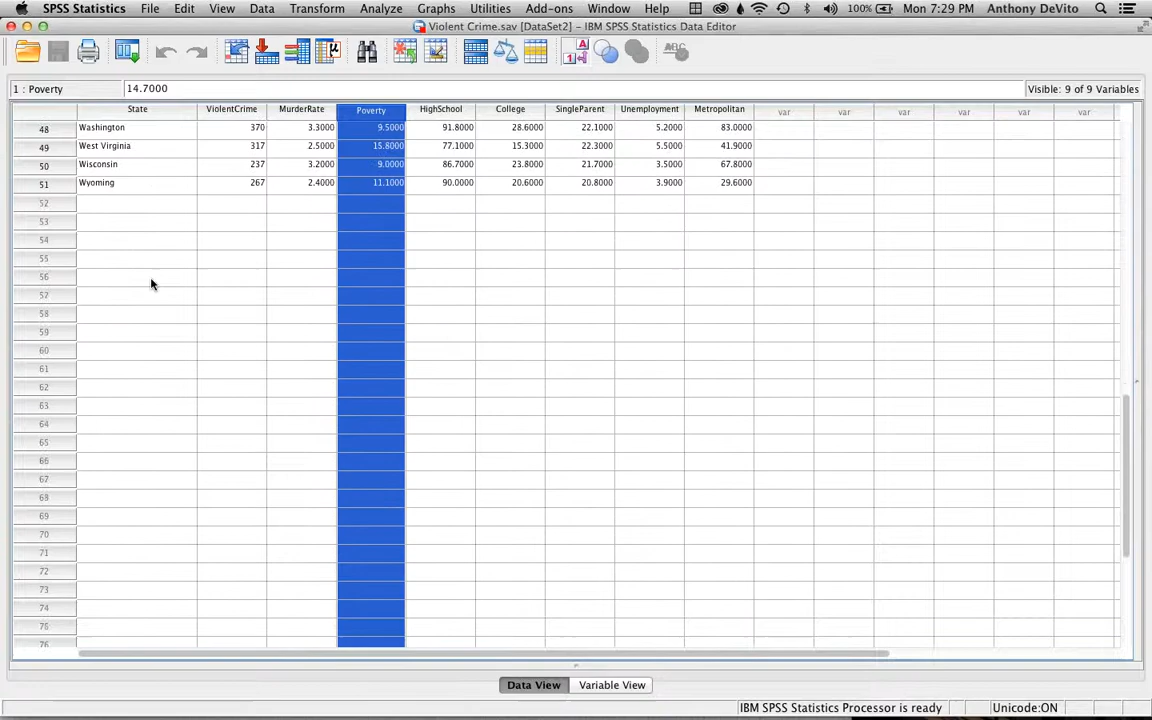 SPSS Statistics File Edit View Data Transform Analyze Graphs Utilities Add-ons Window Help 100% Mon 7:29 PM Anthony DeVito
Violent Crime.sav [DataSet2] – IBM SPSS Statistics Data Editor
1 : Poverty 14.7000 Visible: 9 of 9 Variables
State ViolentCrime MurderRate Poverty HighSchool College SingleParent Unemployment Metropolitan var var var var var var
48 Washington 370 3.3000 9.5000 91.8000 28.6000 22.1000 5.2000 83.0000
49 West Virginia 317 2.5000 15.8000 77.1000 15.3000 22.3000 5.5000 41.9000
50 Wisconsin 237 3.2000 9.0000 86.7000 23.8000 21.7000 3.5000 67.8000
51 Wyoming 267 2.4000 11.1000 90.0000 20.6000 20.8000 3.9000 29.6000
52
53
54
55
56
57
58
59
60
61
62
63
64
65
66
67
68
69
70
71
72
73
74
75
76
Data View Variable View
IBM SPSS Statistics Processor is ready Unicode:ON